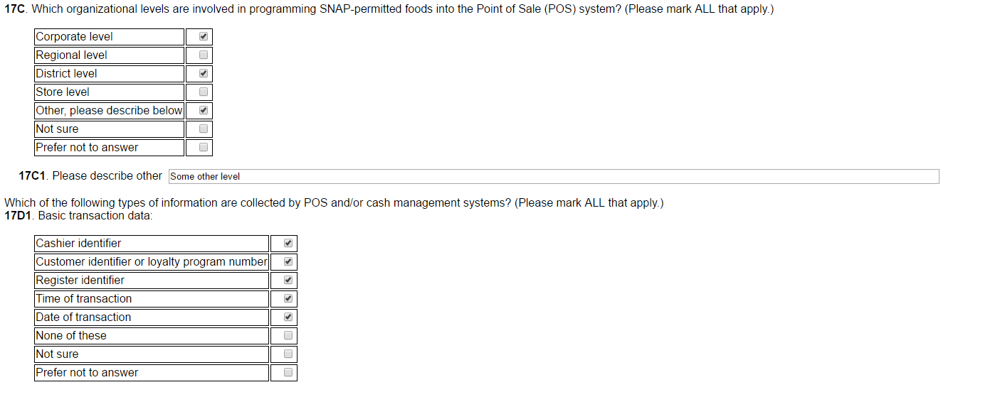 17C. Which organizational levels are involved in programming SNAP-permitted foods into the Point of Sale (POS) system? (Please mark ALL that apply.)
Corporate level
Regional level
District level
Store level
Other, please describe below
Not sure
Prefer not to answer
17C1. Please describe other Some other level
Which of the following types of information are collected by POS and/or cash management systems? (Please mark ALL that apply.)
17D1. Basic transaction data:
Cashier identifier
Customer identifier or loyalty program number
Register identifier
Time of transaction
Date of transaction
None of these
Not sure
Prefer not to answer